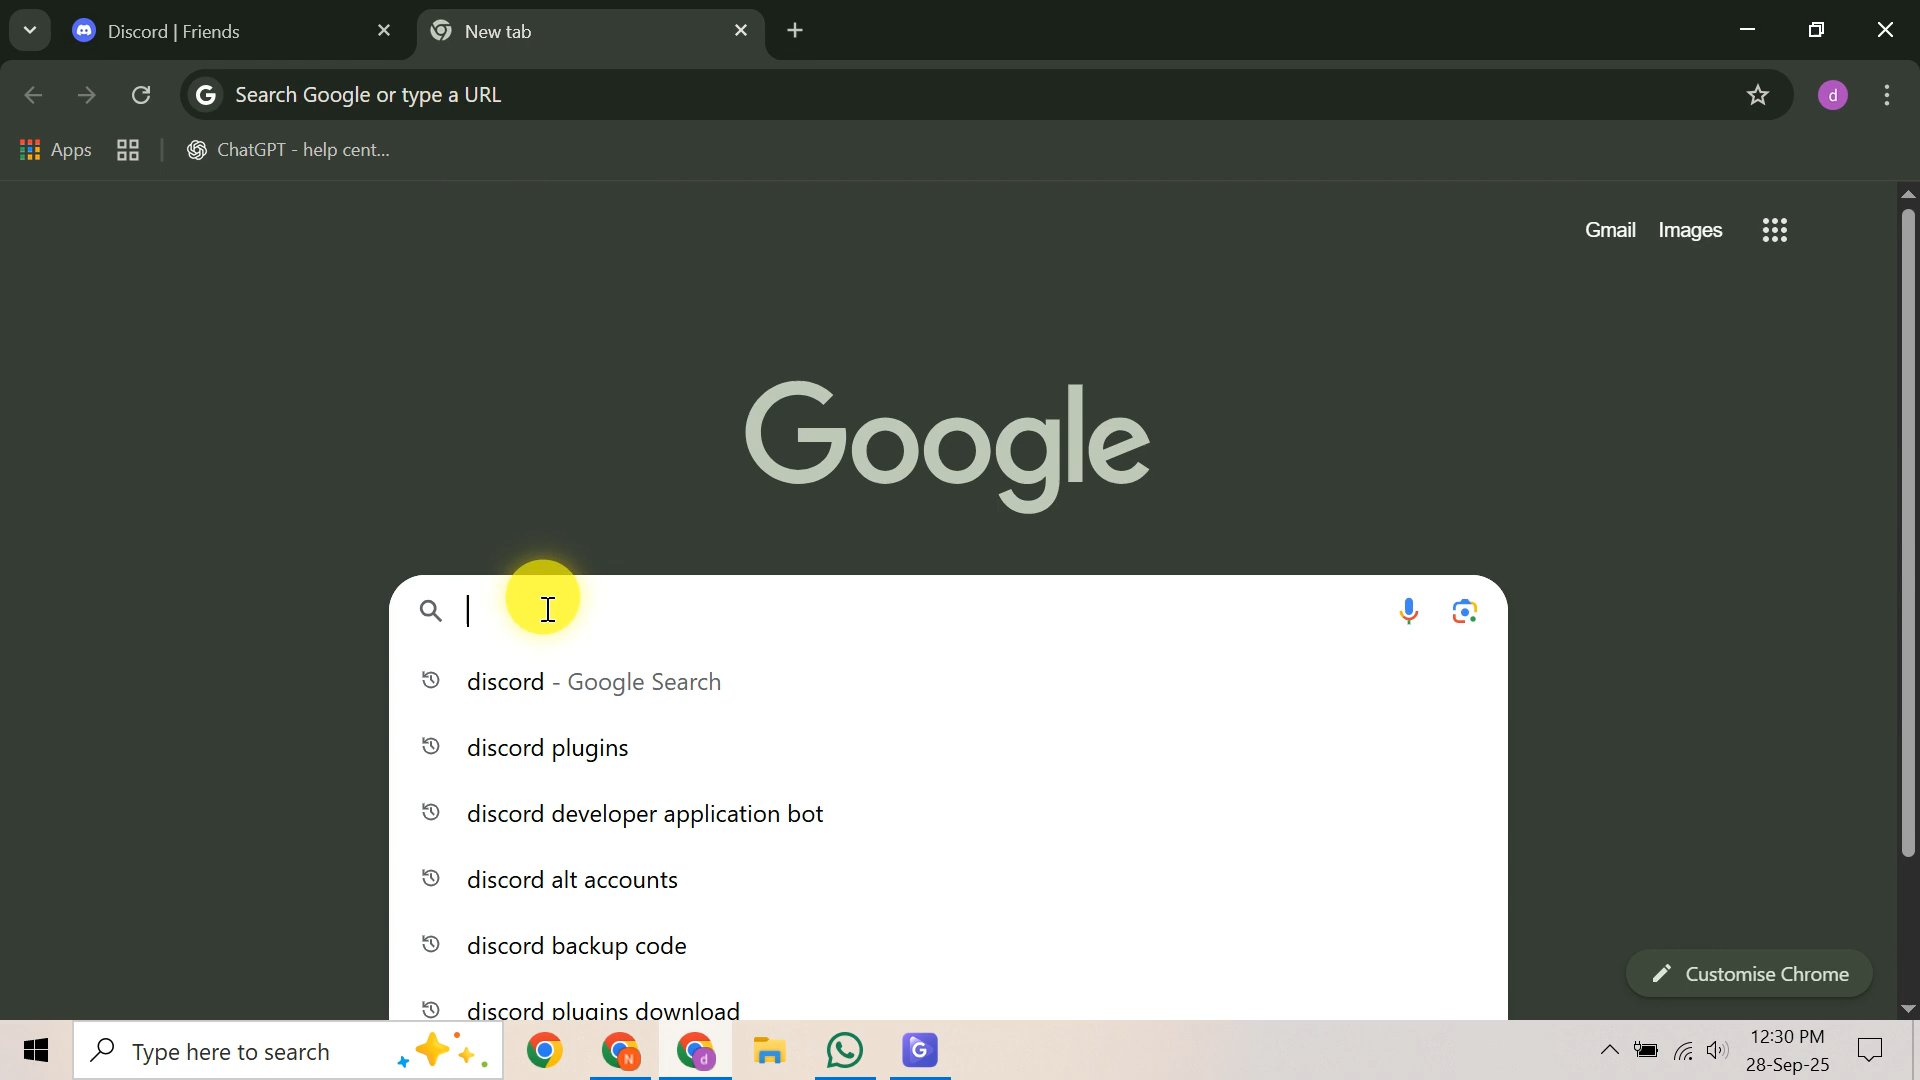 Discord | Friends
New tab
Search Google or type a URL
d
Apps
ChatGPT - help cent...
Gmail
Images
Google
discord - Google Search
discord plugins
discord developer application bot
discord alt accounts
discord backup code
discord plugins download
Customise Chrome
Type here to search
N
d
G
12:30 PM
28-Sep-25